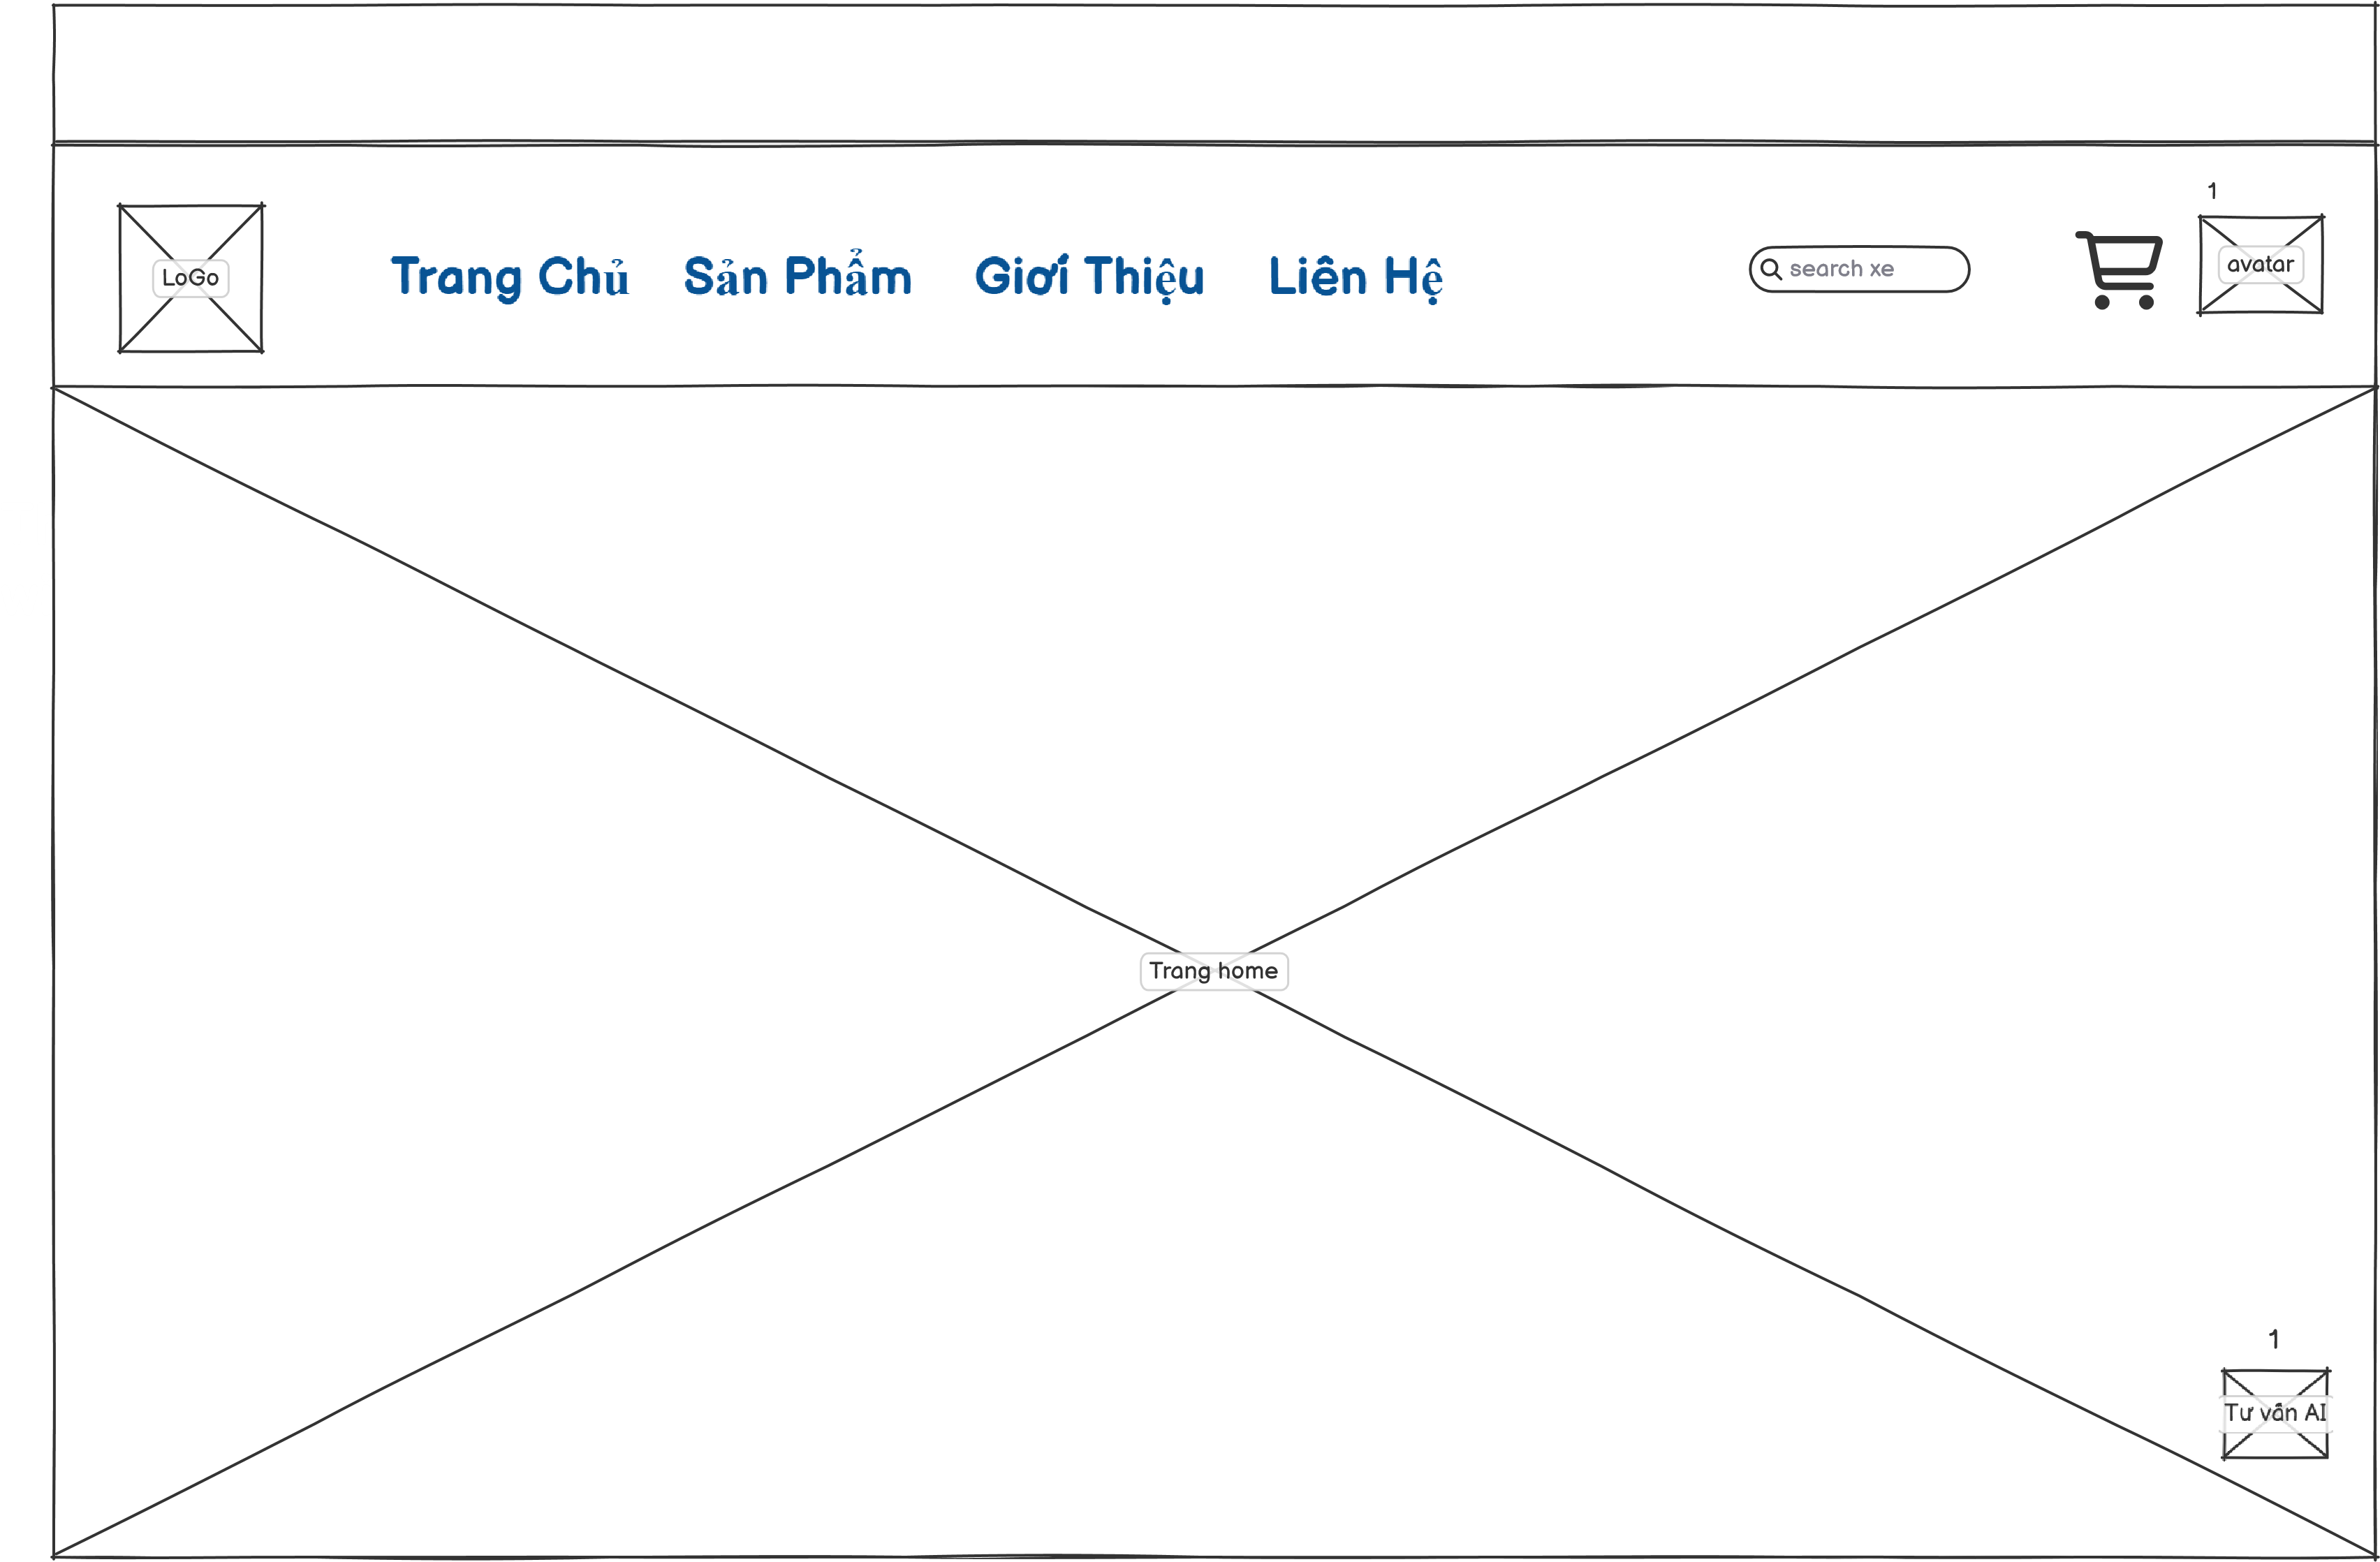 1
LoGo
Trang Chủ Sản Phẩm Giới Thiệu Liên Hệ
search xe
avatar
Trang home
1
Tư vấn AI